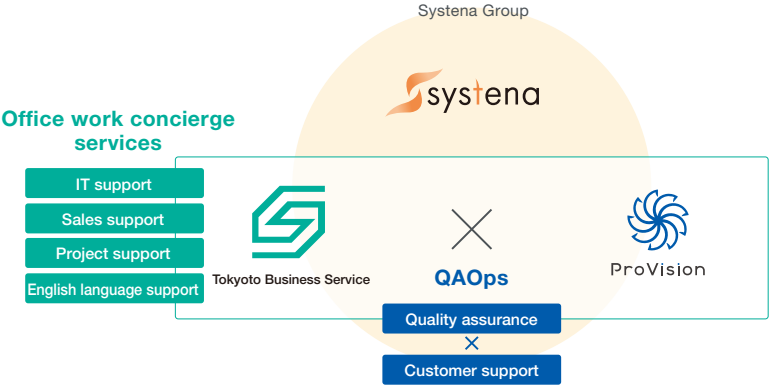 Systena Group
systena
Office work concierge
services
IT support
Sales support
Project support
English language support
Tokyoto Business Service
QAOps
ProVision
Quality assurance
Customer support